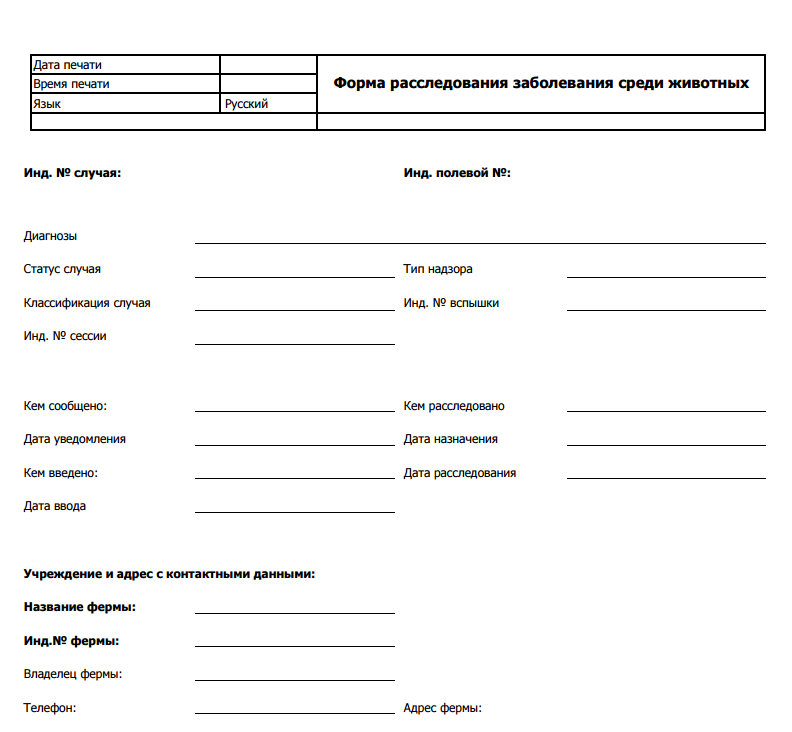 Дата печати
Форма расследования заболевания среди животных
Время печати
Язык Русский
Инд. № случая: Инд. полевой №:
Диагнозы
Статус случая Тип надзора
Классификация случая Инд. № вспышки
Инд. № сессии
Кем сообщено: Кем расследовано
Дата уведомления Дата назначения
Кем введено: Дата расследования
Дата ввода
Учреждение и адрес с контактными данными:
Название фермы:
Инд.№ фермы:
Владелец фермы:
Телефон: Адрес фермы: